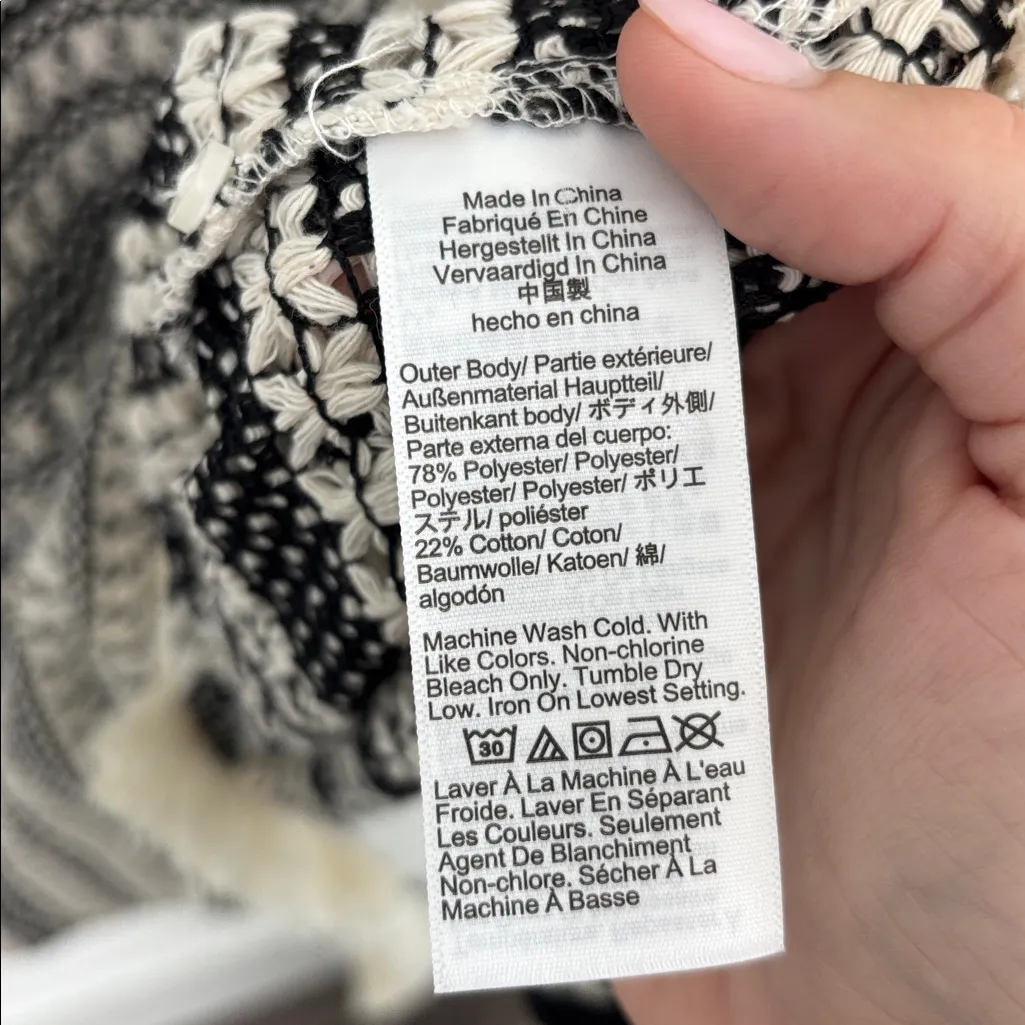 Made In China
Fabriqué En Chine
Hergestellt In China
Vervaardigd In China
中国製
hecho en china
Outer Body/ Partie extérieure/
Außenmaterial Hauptteil/
Buitenkant body/ ボディ外側/
Parte externa del cuerpo:
78% Polyester/ Polyester/
Polyester/ Polyester/ ポリエ
ステル/ poliéster
22% Cotton/ Coton/
Baumwolle/ Katoen/ 綿/
algodón
Machine Wash Cold. With
Like Colors. Non-chlorine
Bleach Only. Tumble Dry
Low. Iron On Lowest Setting.
30
Laver À La Machine À L'eau
Froide. Laver En Séparant
Les Couleurs. Seulement
Agent De Blanchiment
Non-chlore. Sécher À La
Machine À Basse